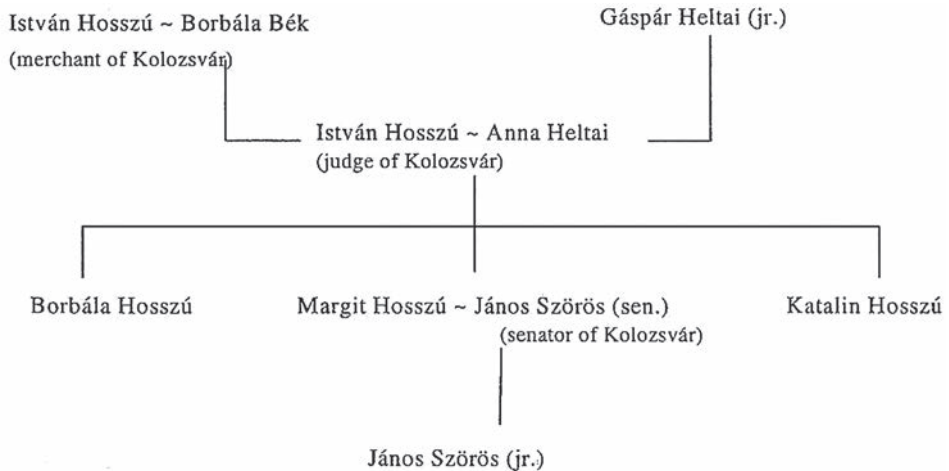 István Hosszú ~ Borbála Bék
(merchant of Kolozsvár)
Gáspár Heltai (jr.)
István Hosszú ~ Anna Heltai
(judge of Kolozsvár)
Borbála Hosszú
Margit Hosszú ~ János Szörös (sen.)
(senator of Kolozsvár)
Katalin Hosszú
János Szörös (jr.)